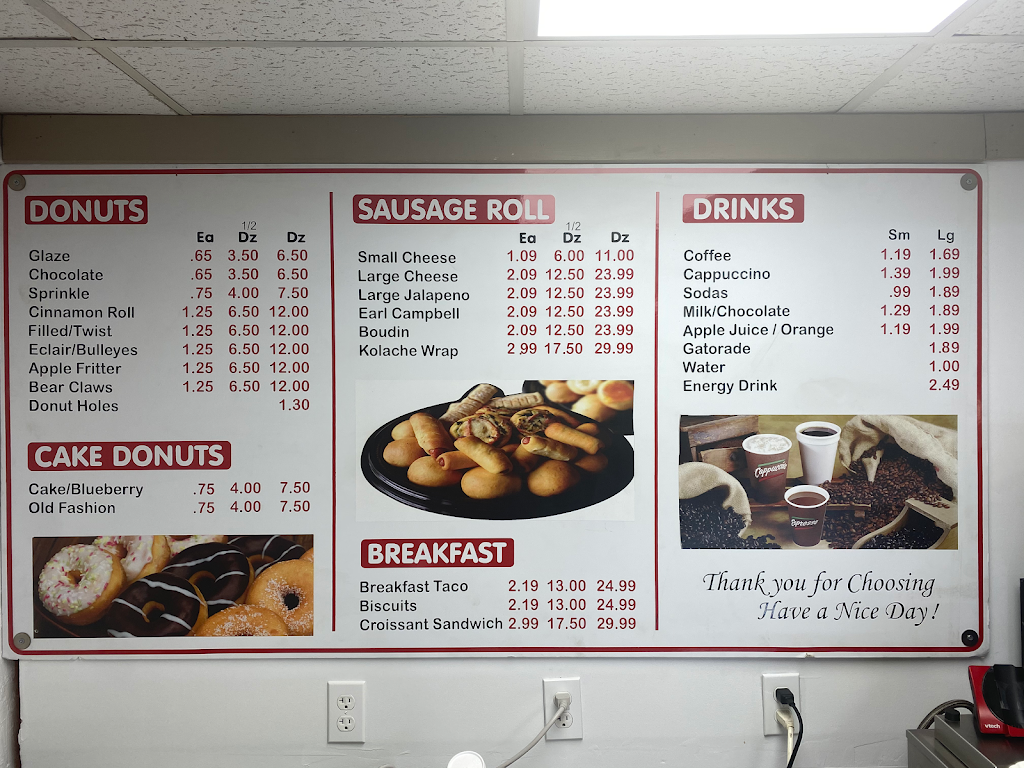 DONUTS
1/2
Ea Dz Dz
Glaze .65 3.50 6.50
Chocolate .65 3.50 6.50
Sprinkle .75 4.00 7.50
Cinnamon Roll 1.25 6.50 12.00
Filled/Twist 1.25 6.50 12.00
Eclair/Bulleyes 1.25 6.50 12.00
Apple Fritter 1.25 6.50 12.00
Bear Claws 1.25 6.50 12.00
Donut Holes 1.30
CAKE DONUTS
Cake/Blueberry .75 4.00 7.50
Old Fashion .75 4.00 7.50
SAUSAGE ROLL
1/2
Ea Dz Dz
Small Cheese 1.09 6.00 11.00
Large Cheese 2.09 12.50 23.99
Large Jalapeno 2.09 12.50 23.99
Earl Campbell 2.09 12.50 23.99
Boudin 2.09 12.50 23.99
Kolache Wrap 2.99 17.50 29.99
BREAKFAST
Breakfast Taco 2.19 13.00 24.99
Biscuits 2.19 13.00 24.99
Croissant Sandwich 2.99 17.50 29.99
DRINKS
Sm Lg
Coffee 1.19 1.69
Cappuccino 1.39 1.99
Sodas .99 1.89
Milk/Chocolate 1.29 1.89
Apple Juice / Orange 1.19 1.99
Gatorade 1.89
Water 1.00
Energy Drink 2.49
Cappuccino
Espresso
Thank you for Choosing
Have a Nice Day!
vtech